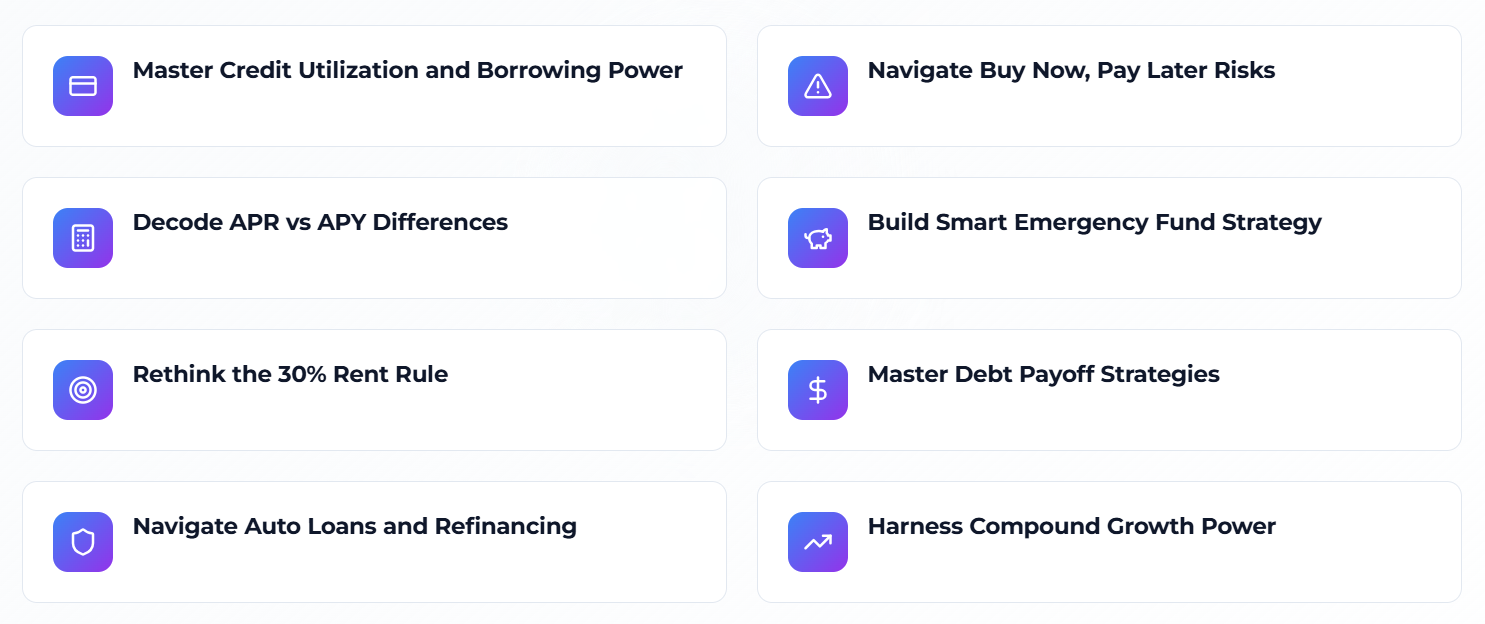 Master Credit Utilization and Borrowing Power
Navigate Buy Now, Pay Later Risks
Decode APR vs APY Differences
Build Smart Emergency Fund Strategy
Rethink the 30% Rent Rule
Master Debt Payoff Strategies
Navigate Auto Loans and Refinancing
Harness Compound Growth Power